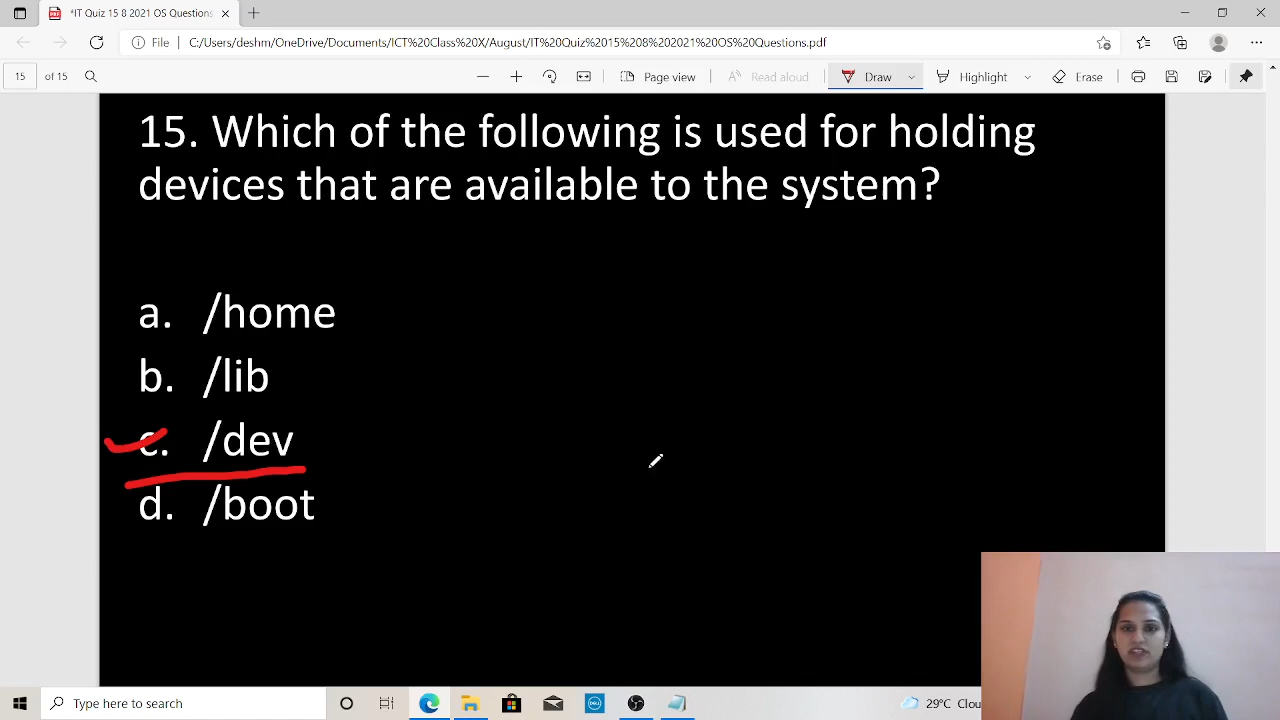 *IT Quiz 15 8 2021 OS Questions.
File
C:/Users/deshm/OneDrive/Documents/ICT%20Class%20X/August/IT%20Quiz%2015%208%202021%20OS%20Questions.pdf
15 of 15
Page view
Read aloud
Draw
Highlight
Erase
15. Which of the following is used for holding
devices that are available to the system?
a. /home
b. /lib
c. /dev
d. /boot
Type here to search
DELL
29°C Clou